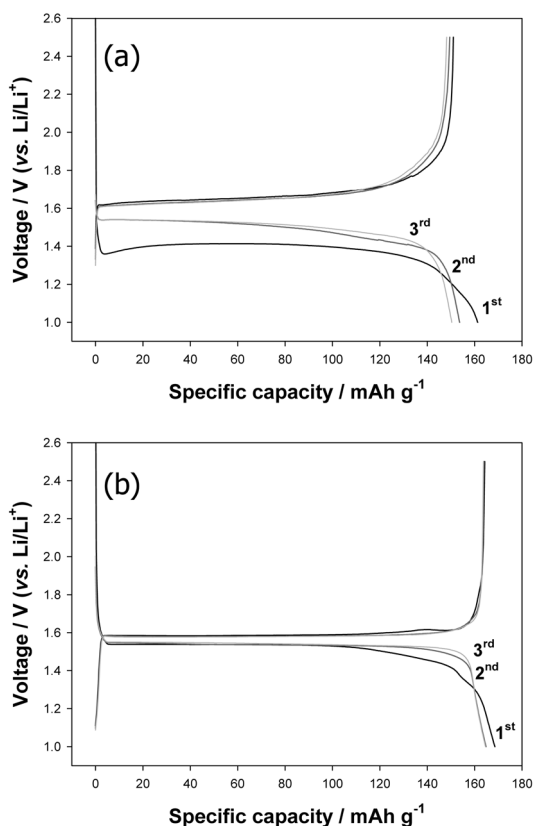 (a)
Voltage / V (vs. Li/Li⁺)
2.6
2.4
2.2
2.0
1.8
1.6
1.4
1.2
1.0
3ʳᵈ
2ⁿᵈ
1ˢᵗ
0 20 40 60 80 100 120 140 160 180
Specific capacity / mAh g⁻¹
(b)
Voltage / V (vs. Li/Li⁺)
2.6
2.4
2.2
2.0
1.8
1.6
1.4
1.2
1.0
3ʳᵈ
2ⁿᵈ
1ˢᵗ
0 20 40 60 80 100 120 140 160 180
Specific capacity / mAh g⁻¹